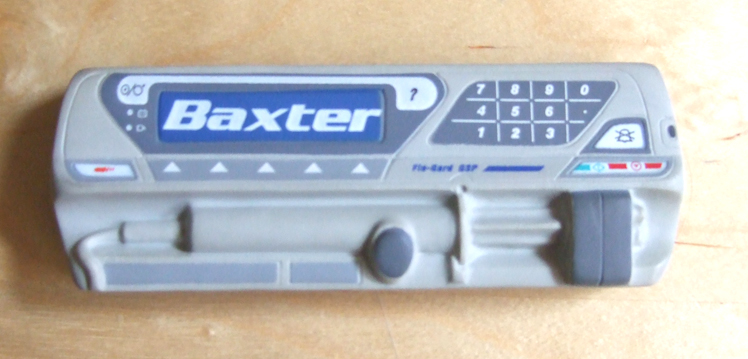 Baxter
?
7 8 9 0
4 5 6 .
1 2 3
Flo-Gard GSP